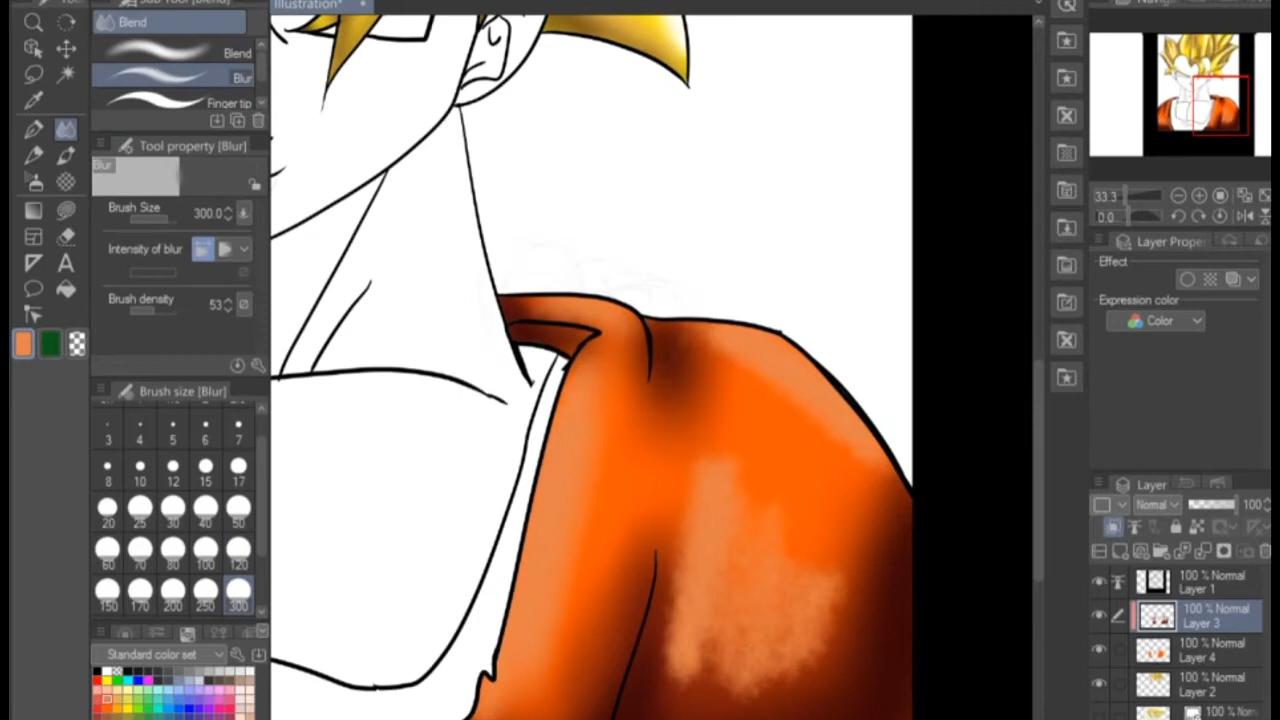 Illustration*
Sub Tool [Blend]
Blend
Blend
Blur
Finger tip
Tool property [Blur]
Blur
Brush Size 300.0
Intensity of blur
Brush density 53
Brush size [Blur]
3 4 5 6 7
8 10 12 15 17
20 25 30 40 50
60 70 80 100 120
150 170 200 250 300
Standard color set
33.3
0.0
Layer Proper
Effect
Expression color
Color
Layer
Normal 100
100 % Normal
Layer 1
100 % Normal
Layer 3
100 % Normal
Layer 4
100 % Normal
Layer 2
100 % Norm